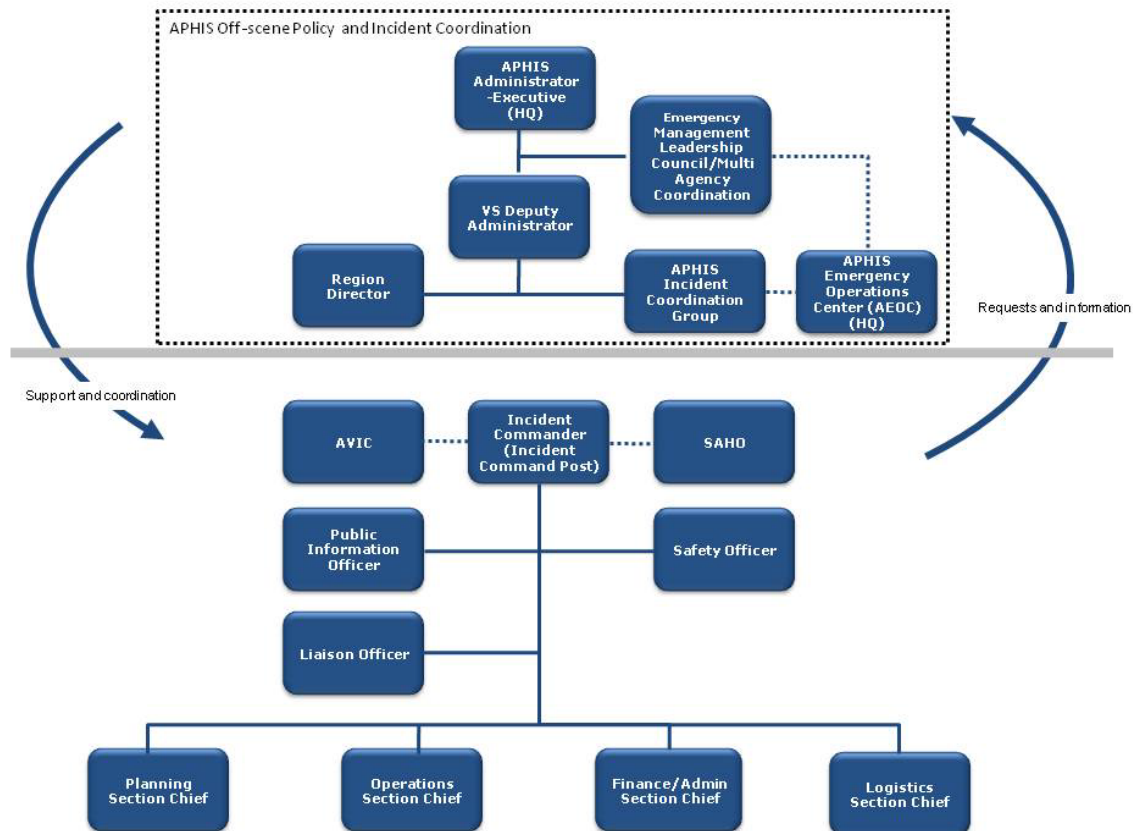 APHIS Off-scene Policy and Incident Coordination
APHIS
Administrator
-Executive
(HQ)
Emergency
Management
Leadership
Council/Multi
Agency
Coordination
VS Deputy
Administrator
Region
Director
APHIS
Incident
Coordination
Group
APHIS
Emergency
Operations
Center (AEOC)
(HQ)
Requests and information
Support and coordination
AVIC
Incident
Commander
(Incident
Command Post)
SAHO
Public
Information
Officer
Safety Officer
Liaison Officer
Planning
Section Chief
Operations
Section Chief
Finance/Admin
Section Chief
Logistics
Section Chief